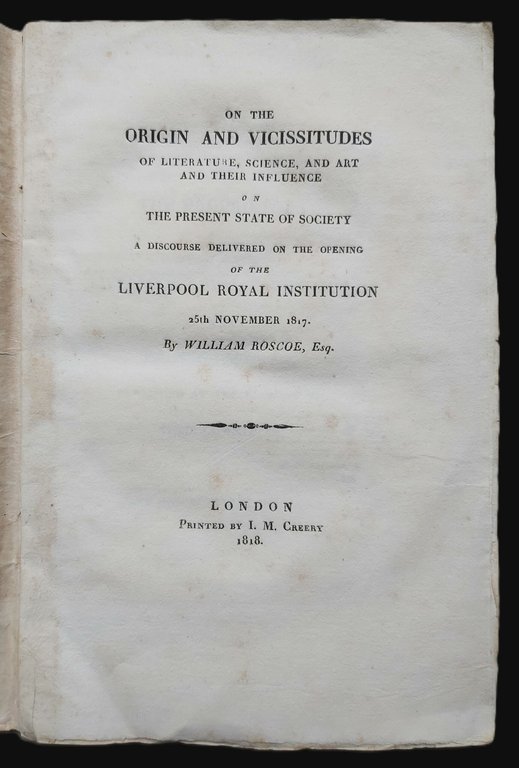 ON THE
ORIGIN AND VICISSITUDES
OF LITERATURE, SCIENCE, AND ART
AND THEIR INFLUENCE
ON
THE PRESENT STATE OF SOCIETY
A DISCOURSE DELIVERED ON THE OPENING
OF THE
LIVERPOOL ROYAL INSTITUTION
25th NOVEMBER 1817.
By WILLIAM ROSCOE, Esq.
LONDON
PRINTED BY I. M. CREERY
1818.